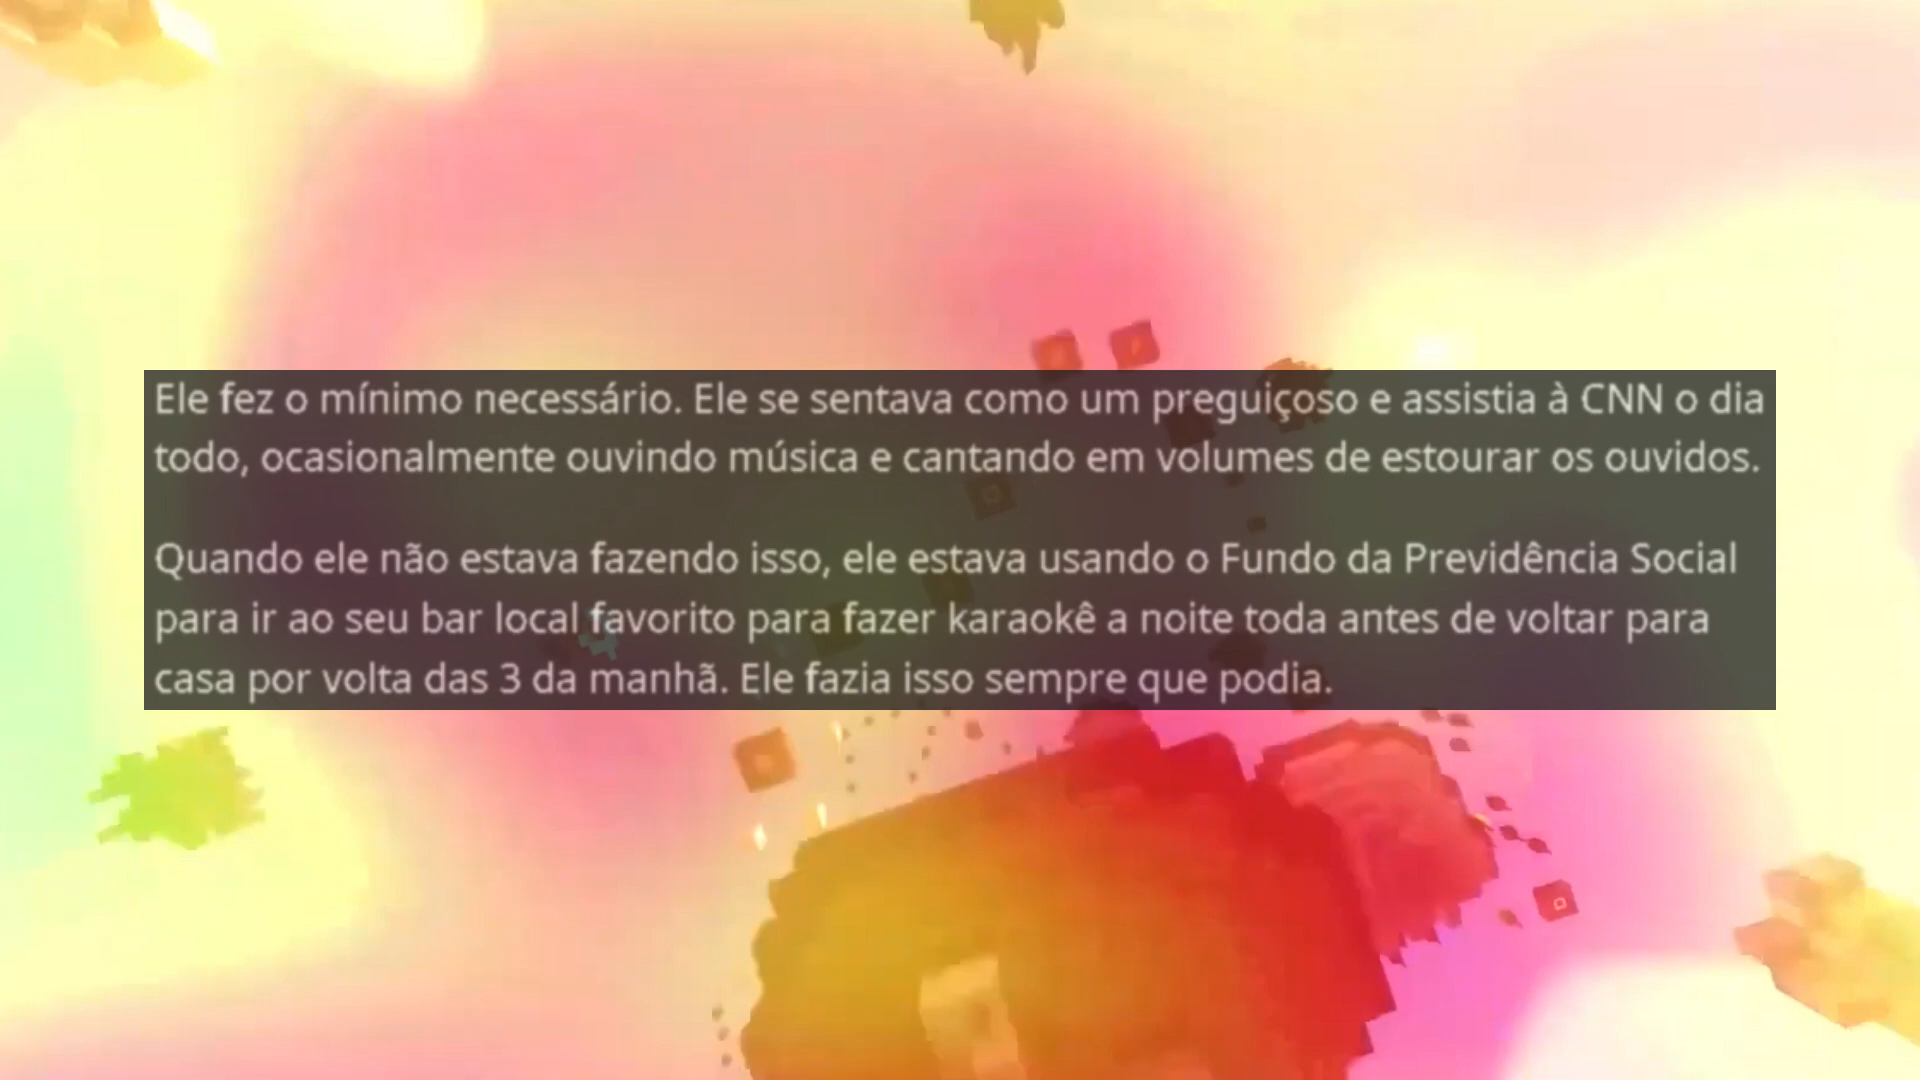 Ele fez o mínimo necessário. Ele se sentava como um preguiçoso e assistia à CNN o dia
todo, ocasionalmente ouvindo música e cantando em volumes de estourar os ouvidos.
Quando ele não estava fazendo isso, ele estava usando o Fundo da Previdência Social
para ir ao seu bar local favorito para fazer karaokê a noite toda antes de voltar para
casa por volta das 3 da manhã. Ele fazia isso sempre que podia.